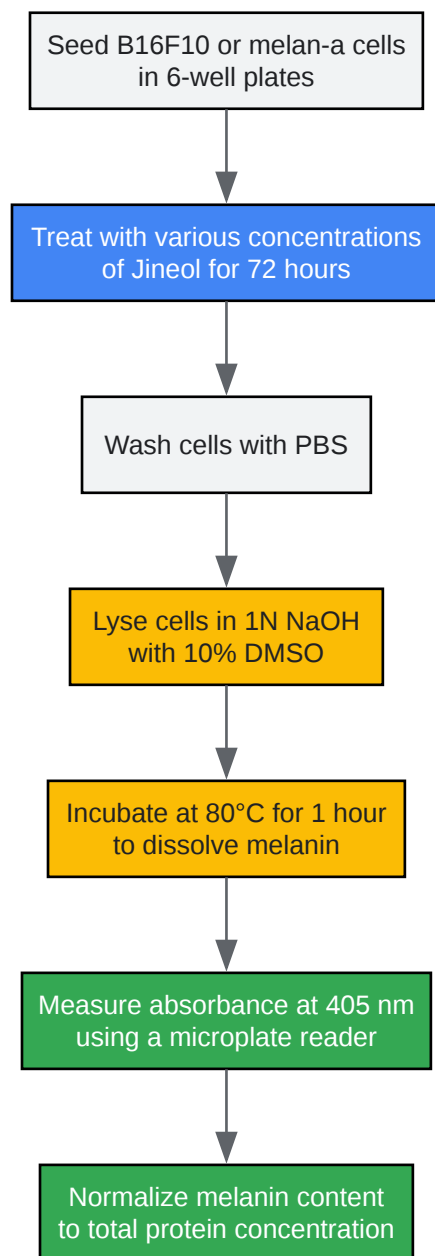 Seed B16F10 or melan-a cells
in 6-well plates
Treat with various concentrations
of Jineol for 72 hours
Wash cells with PBS
Lyse cells in 1N NaOH
with 10% DMSO
Incubate at 80°C for 1 hour
to dissolve melanin
Measure absorbance at 405 nm
using a microplate reader
Normalize melanin content
to total protein concentration